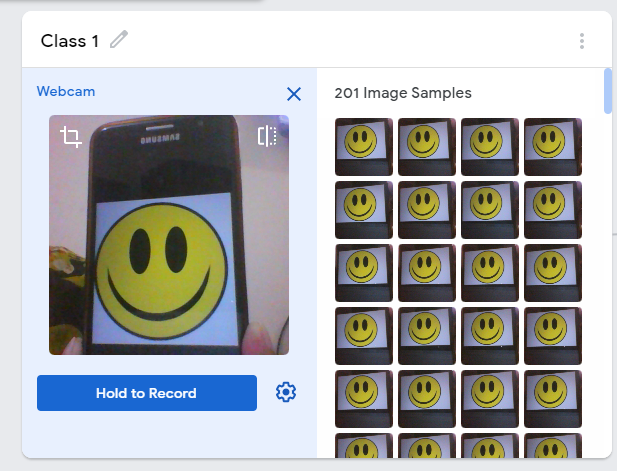 Class 1
Webcam
201 Image Samples
SAMSUNG
Hold to Record